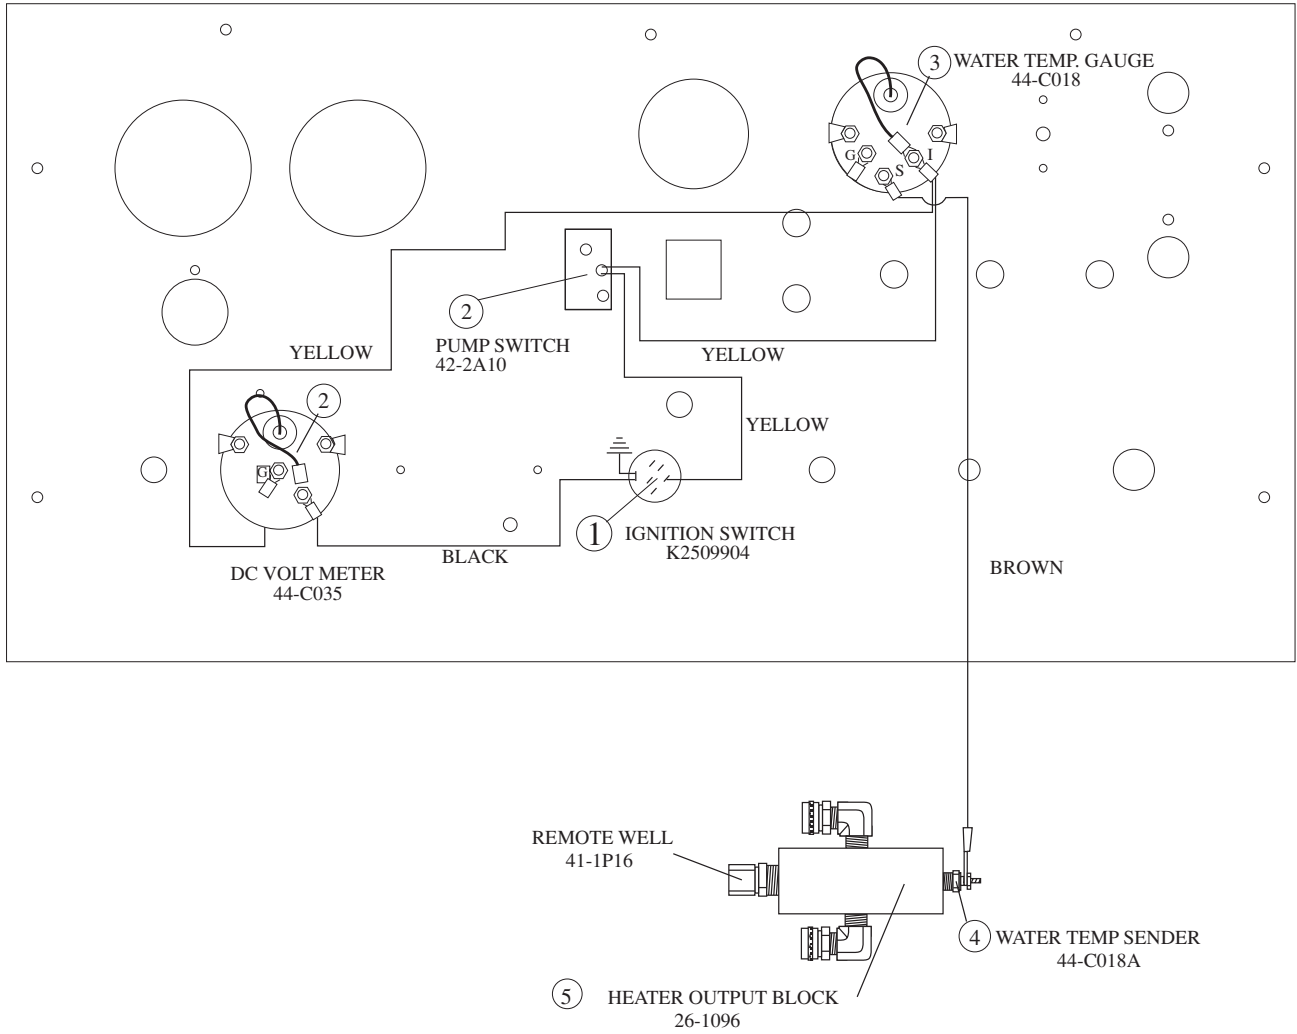 3
WATER TEMP. GAUGE
44-C018
G
I
S
2
YELLOW
PUMP SWITCH
42-2A10
YELLOW
2
YELLOW
G
1
IGNITION SWITCH
K2509904
BLACK
DC VOLT METER
44-C035
BROWN
REMOTE WELL
41-1P16
4
WATER TEMP SENDER
44-C018A
5
HEATER OUTPUT BLOCK
26-1096